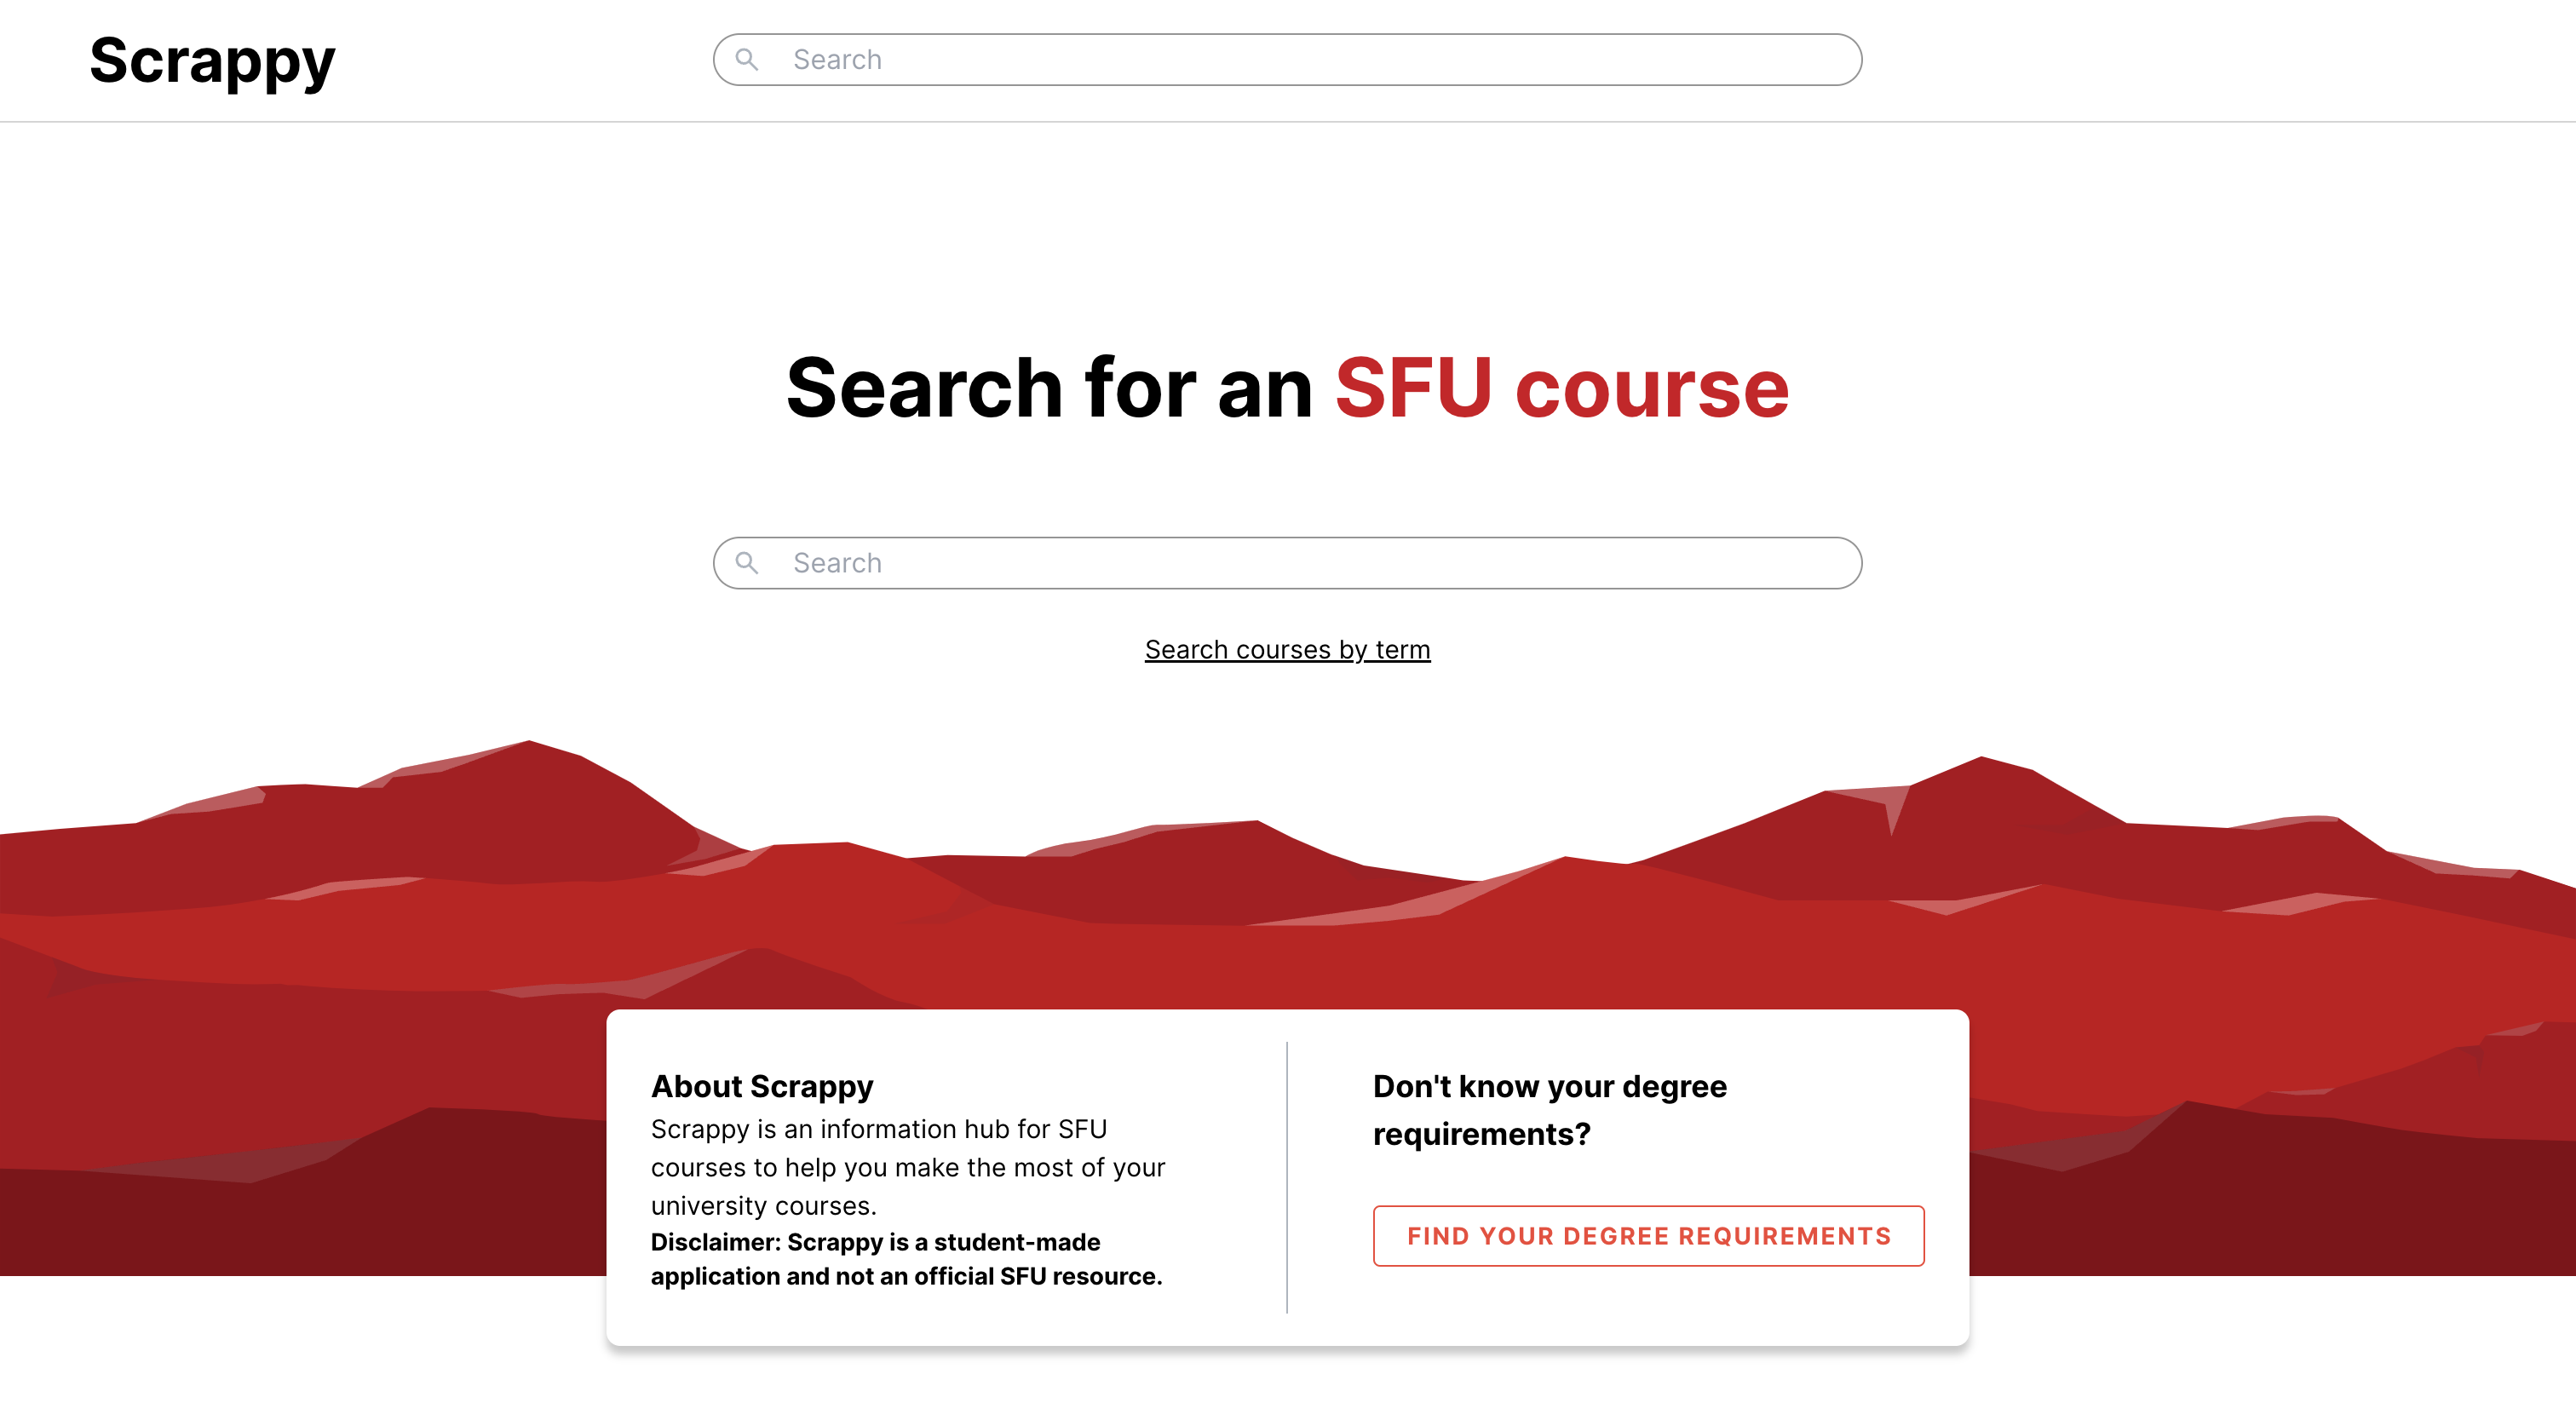 Scrappy
Search
Search for an SFU course
Search
Search courses by term
About Scrappy
Scrappy is an information hub for SFU
courses to help you make the most of your
university courses.
Disclaimer: Scrappy is a student-made
application and not an official SFU resource.
Don't know your degree
requirements?
FIND YOUR DEGREE REQUIREMENTS